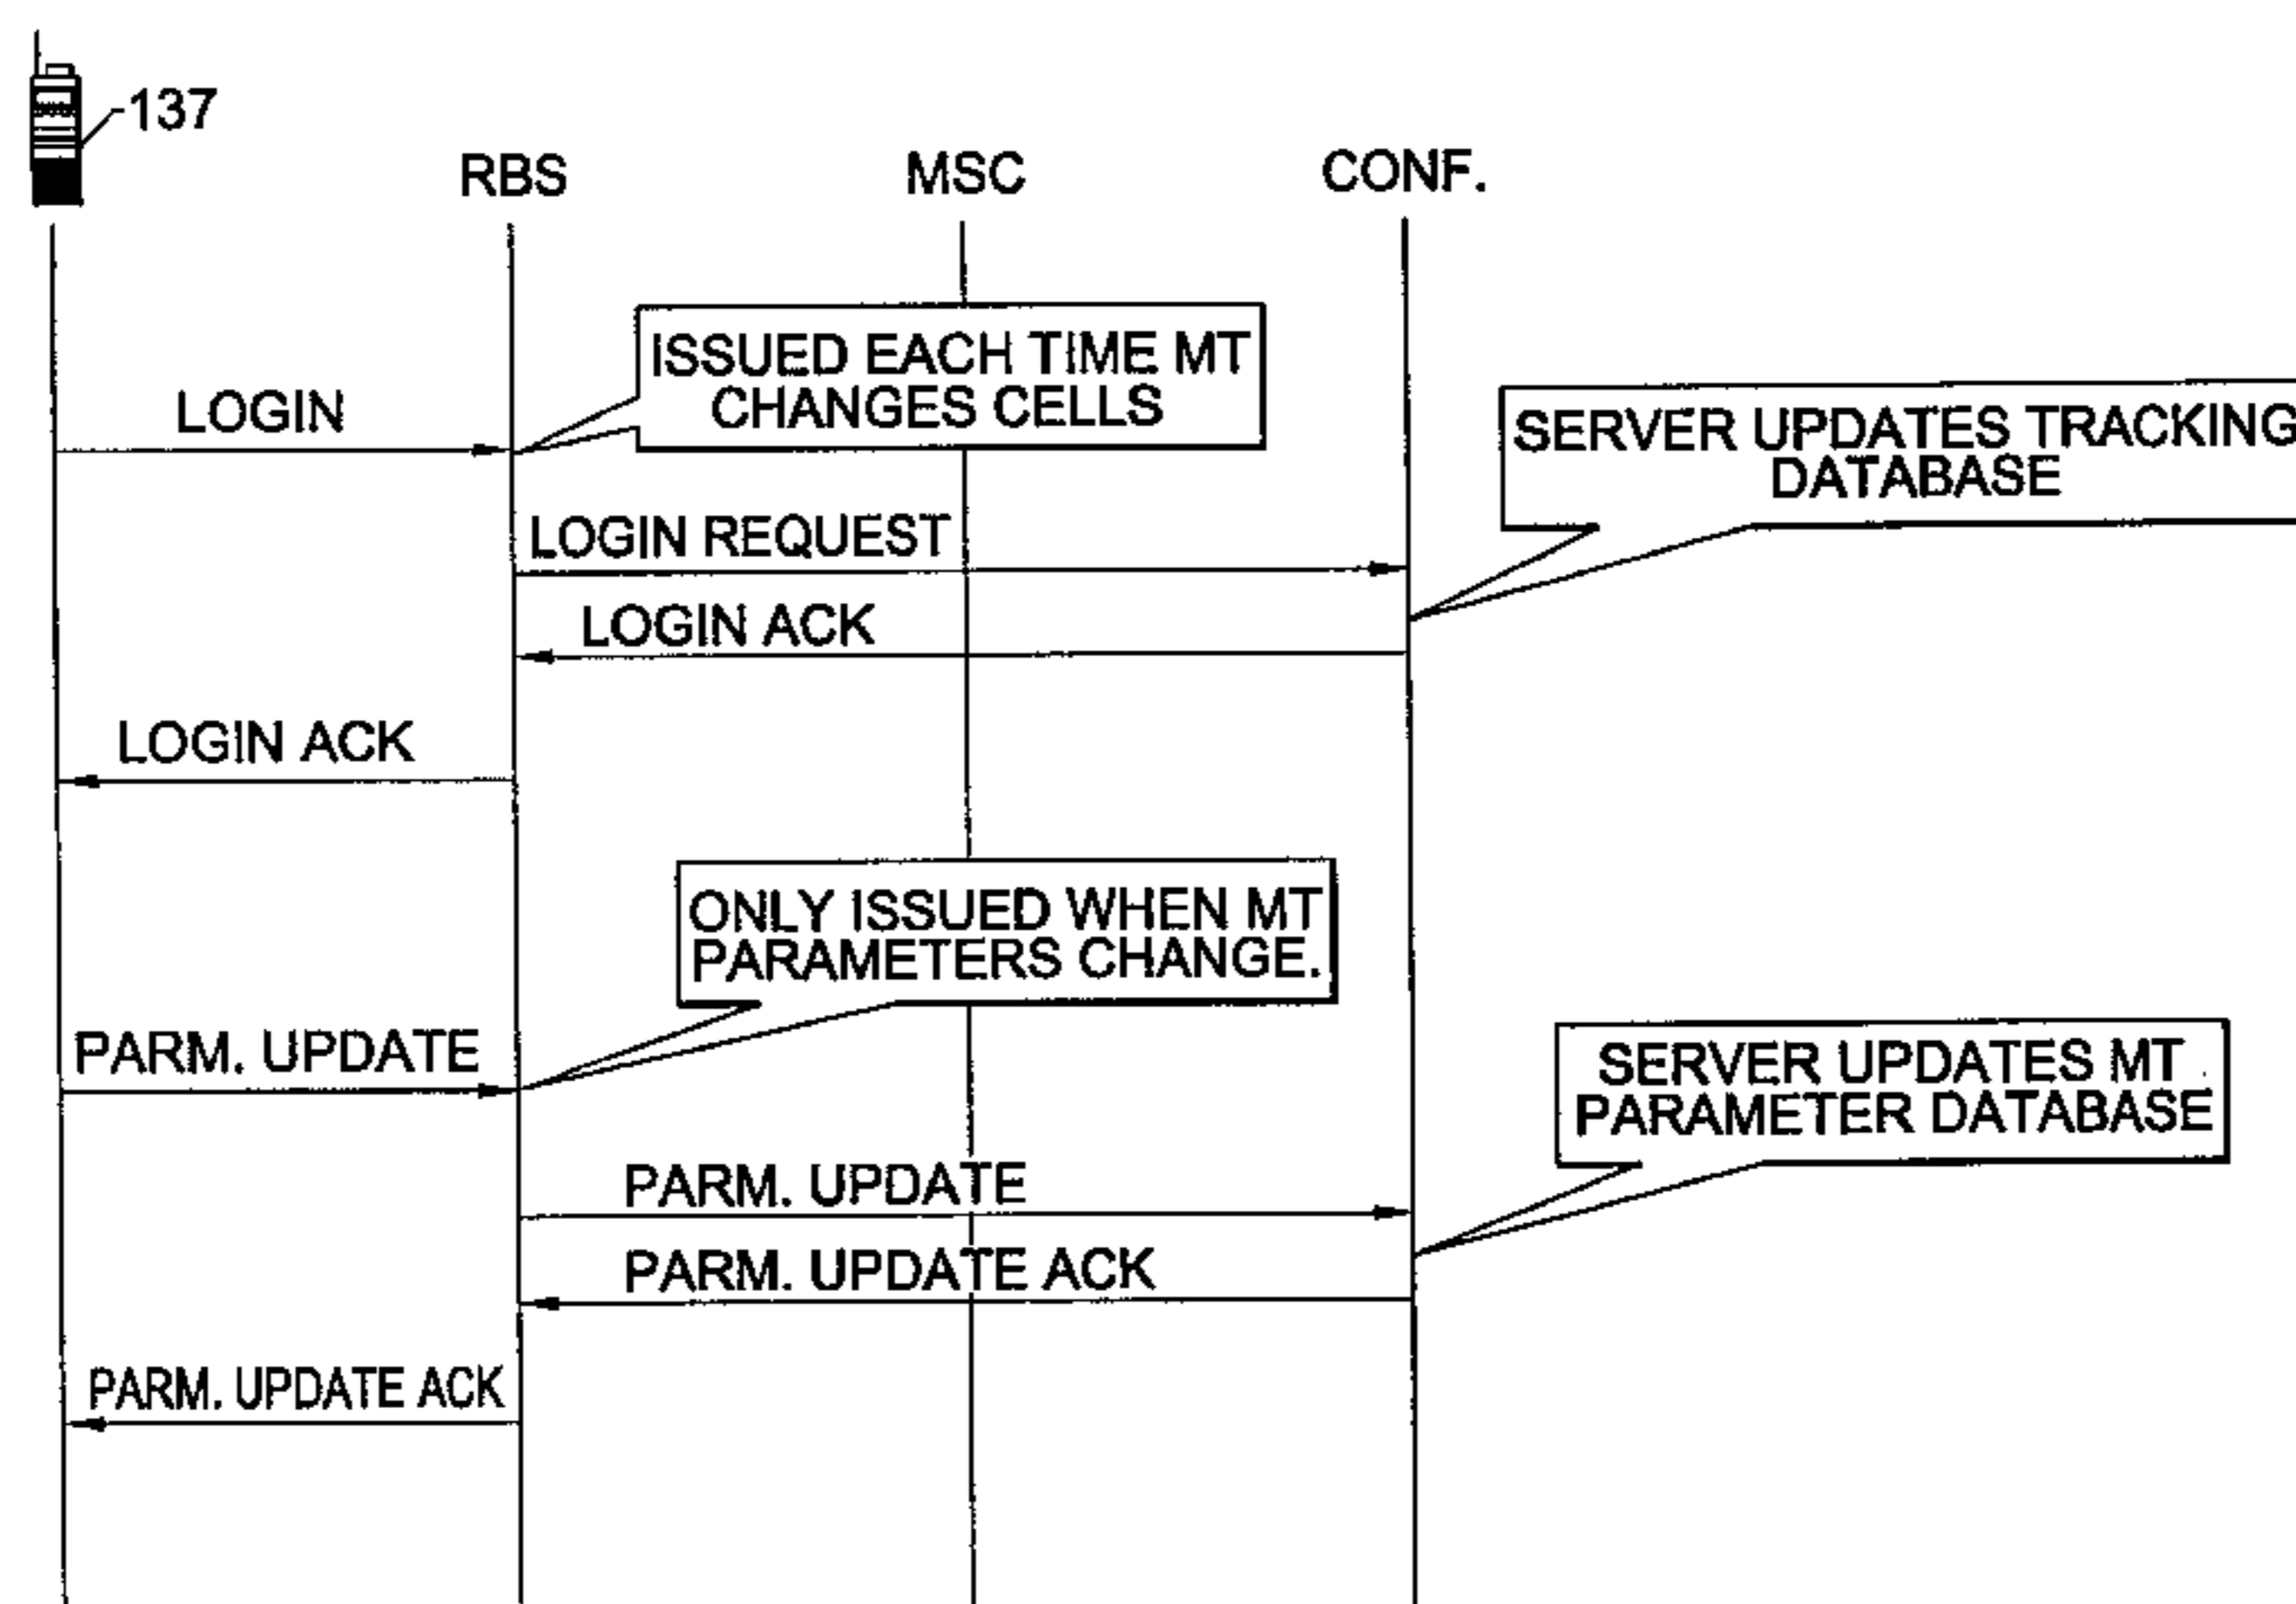 137
RBS
MSC
CONF.
ISSUED EACH TIME MT
CHANGES CELLS
LOGIN
SERVER UPDATES TRACKING
DATABASE
LOGIN REQUEST
LOGIN ACK
LOGIN ACK
ONLY ISSUED WHEN MT
PARAMETERS CHANGE.
PARM. UPDATE
SERVER UPDATES MT
PARAMETER DATABASE
PARM. UPDATE
PARM. UPDATE ACK
PARM. UPDATE ACK